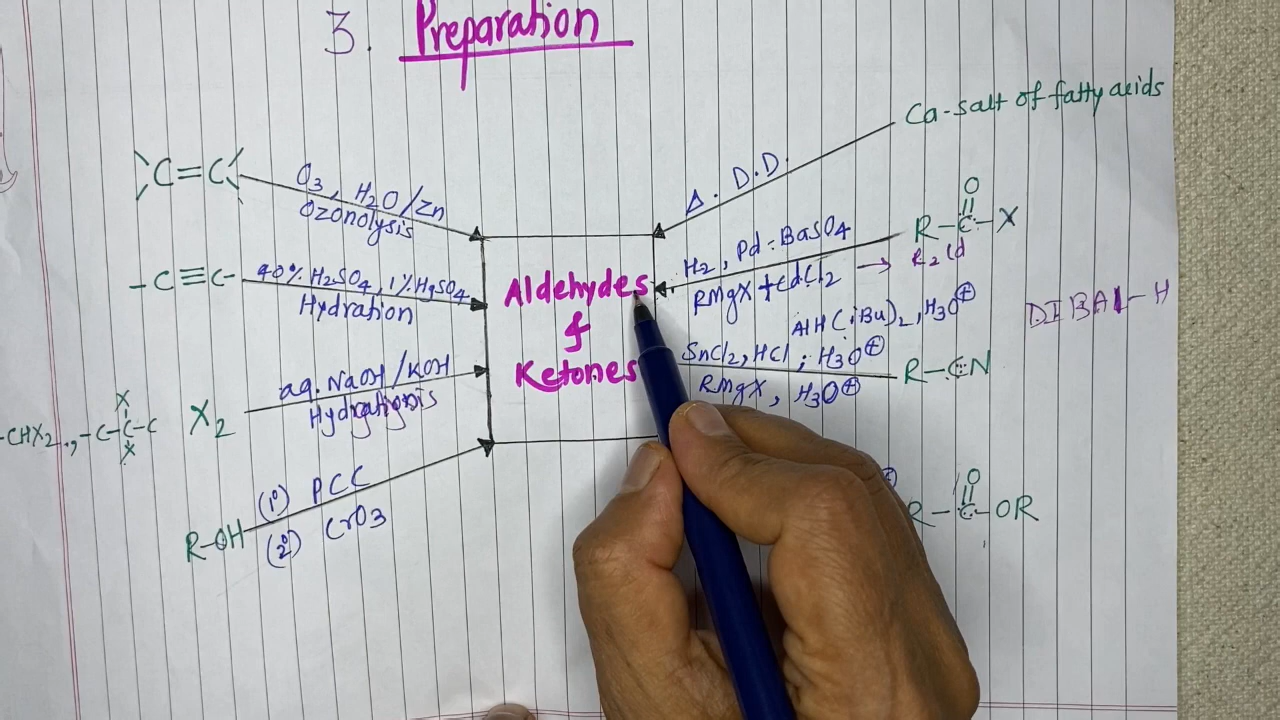 3. Preparation
Ca-salt of fatty acids
Δ. D.D.
C=C
O3, H2O/Zn
Ozonolysis
-C≡C-
40% H2SO4, 1% HgSO4
Hydration
H2, Pd-BaSO4
RMgX + CdCl2 → R2Cd
O
R-C-X
Aldehydes
&
Ketones
AlH(iBu)2, H3O⊕
DIBAl-H
SnCl2, HCl; H3O⊕
RMgX, H3O⊕
R-CN
aq. NaOH/KOH
X
-CHX2, -C-C-C
X
X2
(1°) PCC
(2°) CrO3
R-OH
O
R-C-OR